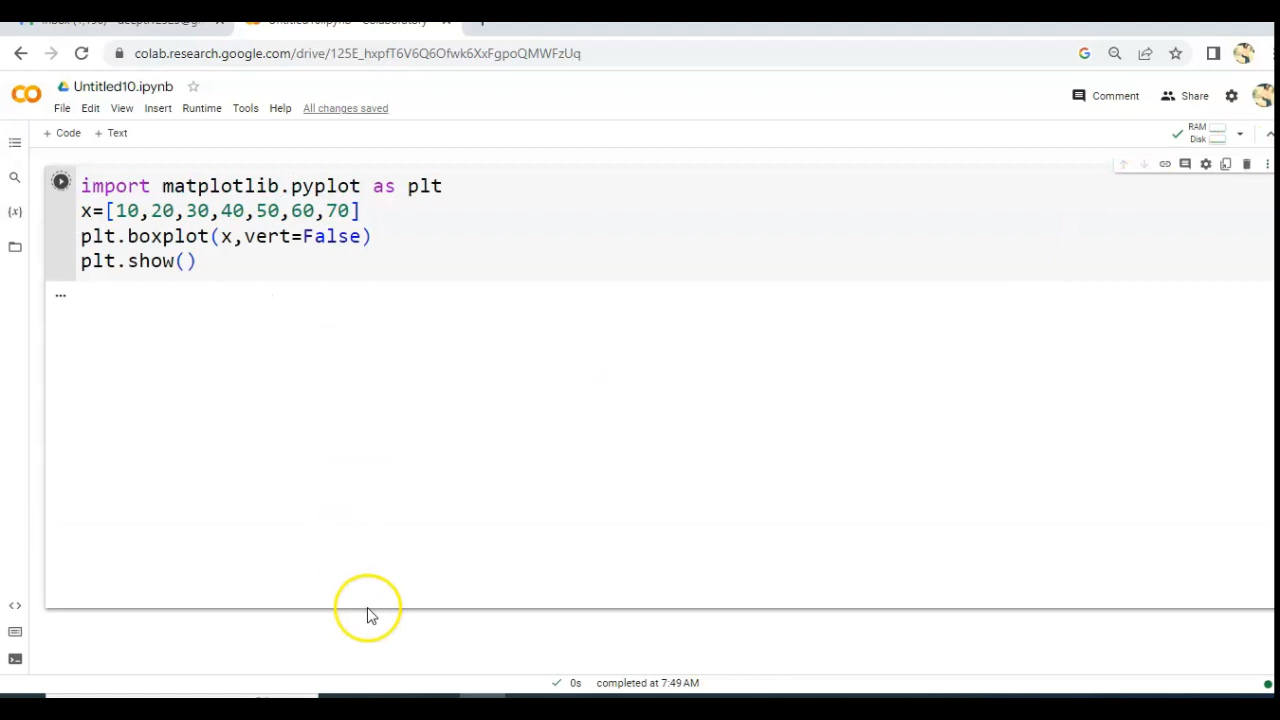 colab.research.google.com/drive/125E_hxpfT6V6Q6Ofwk6XxFgpoQMWFzUq
Untitled10.ipynb
File Edit View Insert Runtime Tools Help All changes saved
Comment Share
+ Code + Text
RAM
Disk
{x}
import matplotlib.pyplot as plt
x=[10,20,30,40,50,60,70]
plt.boxplot(x,vert=False)
plt.show()
...
<>
0s completed at 7:49 AM